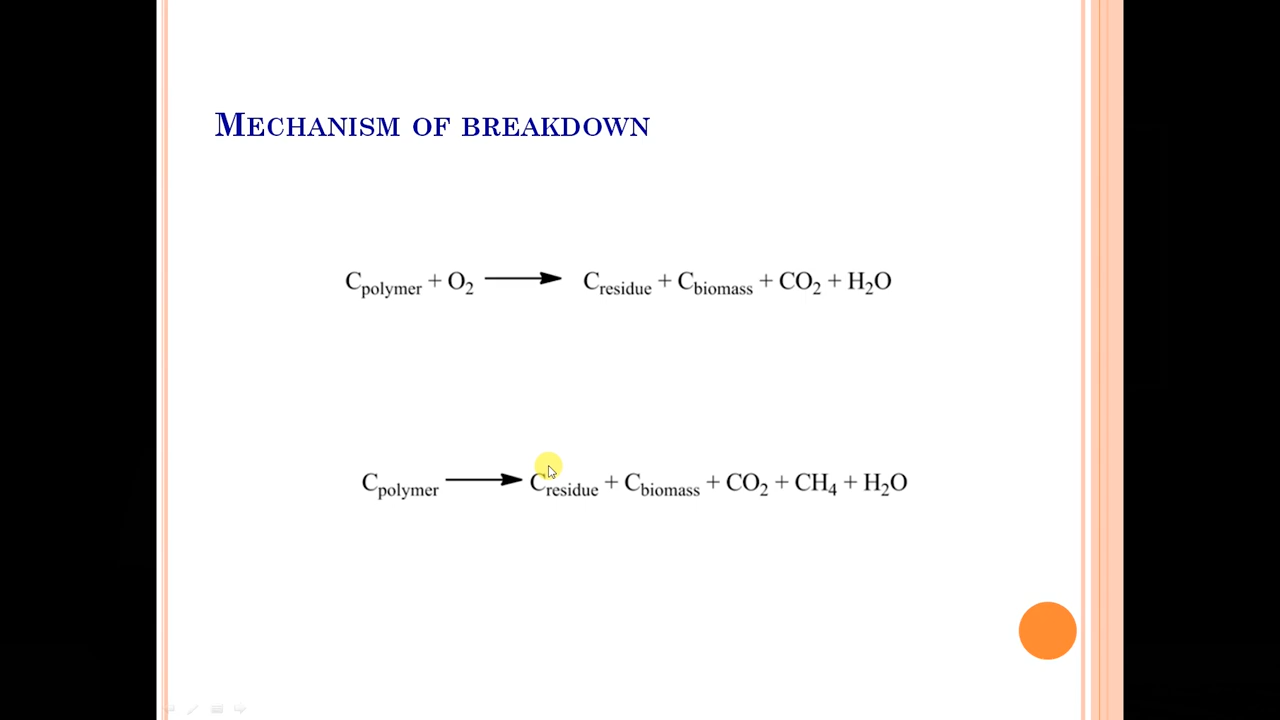 MECHANISM OF BREAKDOWN
C_polymer + O₂ ⟶ C_residue + C_biomass + CO₂ + H₂O
C_polymer ⟶ C_residue + C_biomass + CO₂ + CH₄ + H₂O